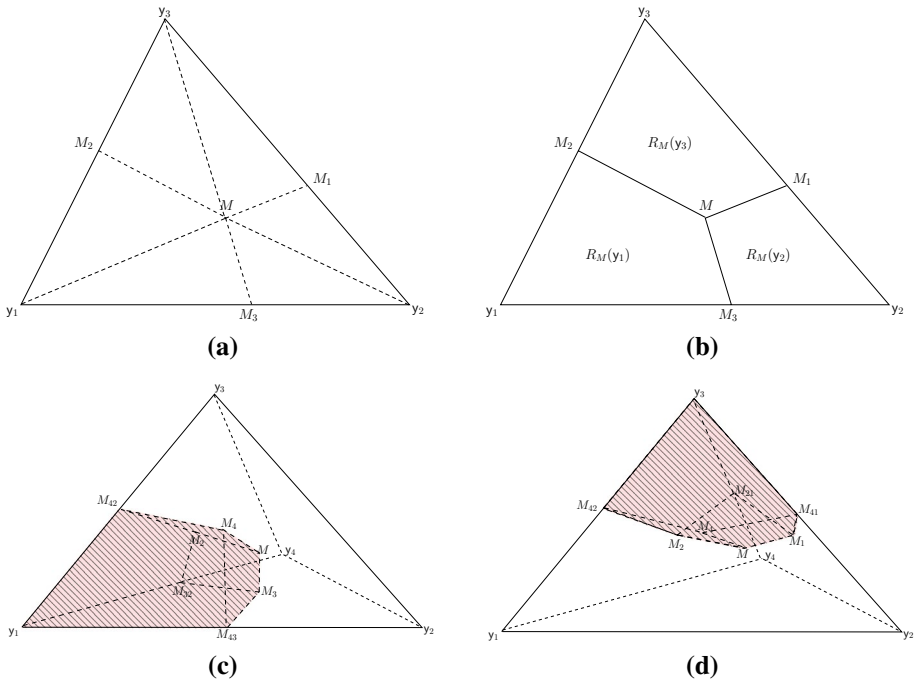 y₃ y₃
M₂ M₂ R_M(y₃)
M₁ M₁
M M
R_M(y₁) R_M(y₂)
y₁ M₃ y₂ y₁ M₃ y₂
(a) (b)
y₃ y₃
M₄₂ M₄ M₂ M y₄ M₃₂ M₃
M₄₂ M₂₁ M₄₁ M₄ M₂ M₁ M y₄
y₁ M₄₃ y₂ y₁ y₂
(c) (d)